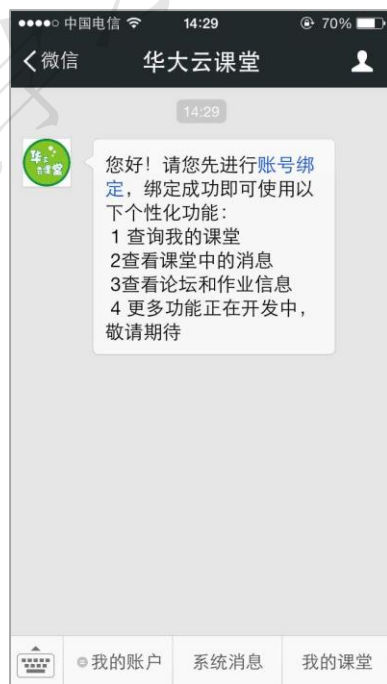 中国电信 14:29 70%
微信 华大云课堂
14:29
华大
云课堂
您好！请您先进行账号绑
定，绑定成功即可使用以
下个性化功能：
1 查询我的课堂
2查看课堂中的消息
3查看论坛和作业信息
4 更多功能正在开发中，
敬请期待
我的账户 系统消息 我的课堂